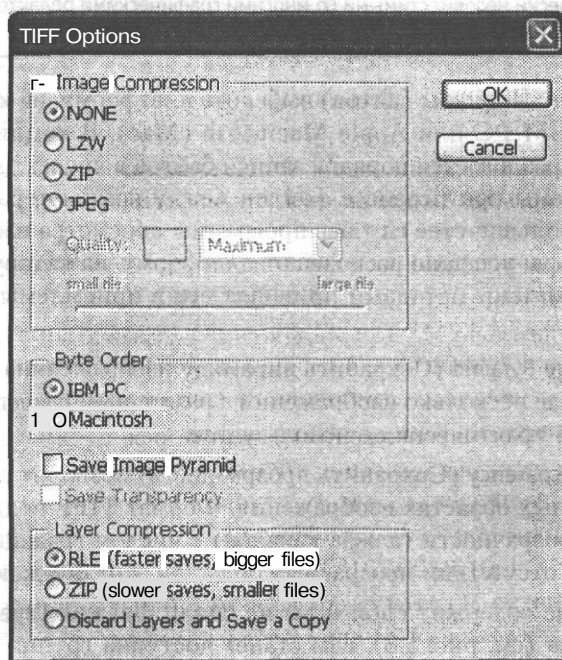 TIFF Options
г- Image Compression
NONE
LZW
ZIP
JPEG
Quality: Maximum
small file large file
OK
Cancel
Byte Order
IBM PC
1 OMacintosh
Save Image Pyramid
Save Transparency
Layer Compression
RLE (faster saves, bigger files)
ZIP (slower saves, smaller files)
Discard Layers and Save a Copy